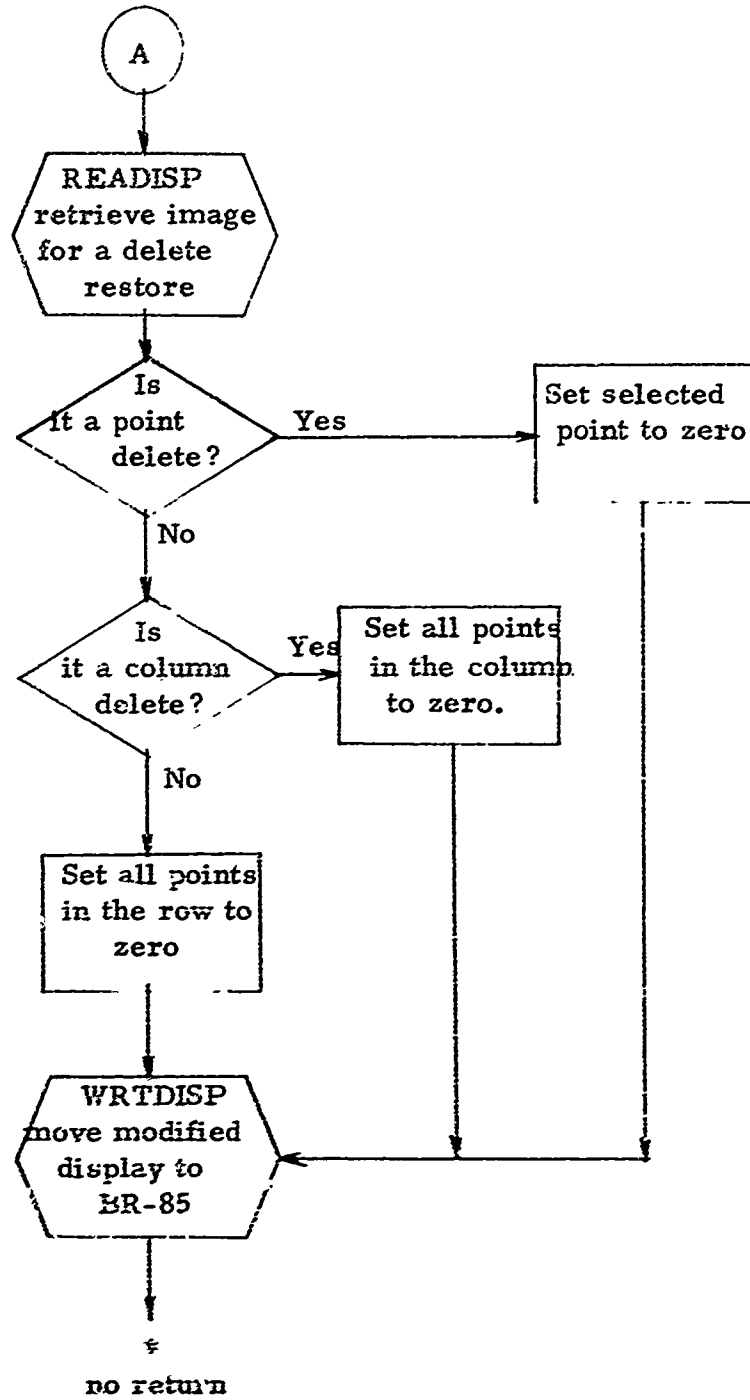 A
READISP
retrieve image
for a delete
restore
Is
it a point
delete?
Yes
Set selected
point to zero
No
Is
it a column
delete?
Yes
Set all points
in the column
to zero.
No
Set all points
in the row to
zero
WRTDISP
move modified
display to
BR-85
*
no return